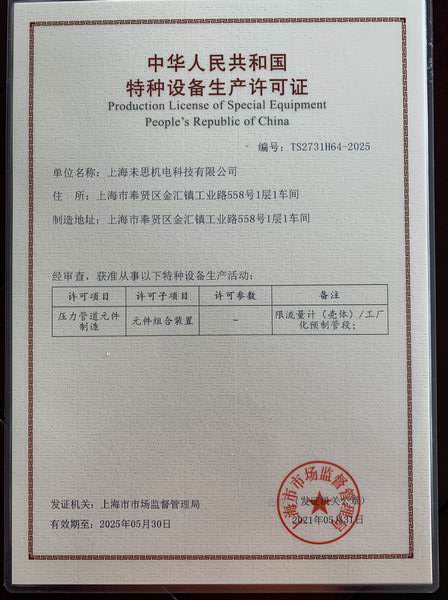 中华人民共和国
特种设备生产许可证
Production License of Special Equipment
People's Republic of China
编号：TS2731H64-2025
单位名称：上海未恩机电科技有限公司
住　所：上海市奉贤区金汇镇工业路558号1层1车间
制造地址：上海市奉贤区金汇镇工业路558号1层1车间
经审查，获准从事以下特种设备生产活动：
许可项目 许可子项目 许可参数 备注
压力管道元件制造 元件组合装置 - 限流量计（壳体）/工厂化预制管段；
上海市市场监督管理局
发证机关：上海市市场监督管理局 （发证机关公章）
有效期至：2025年05月30日 2021年05月31日